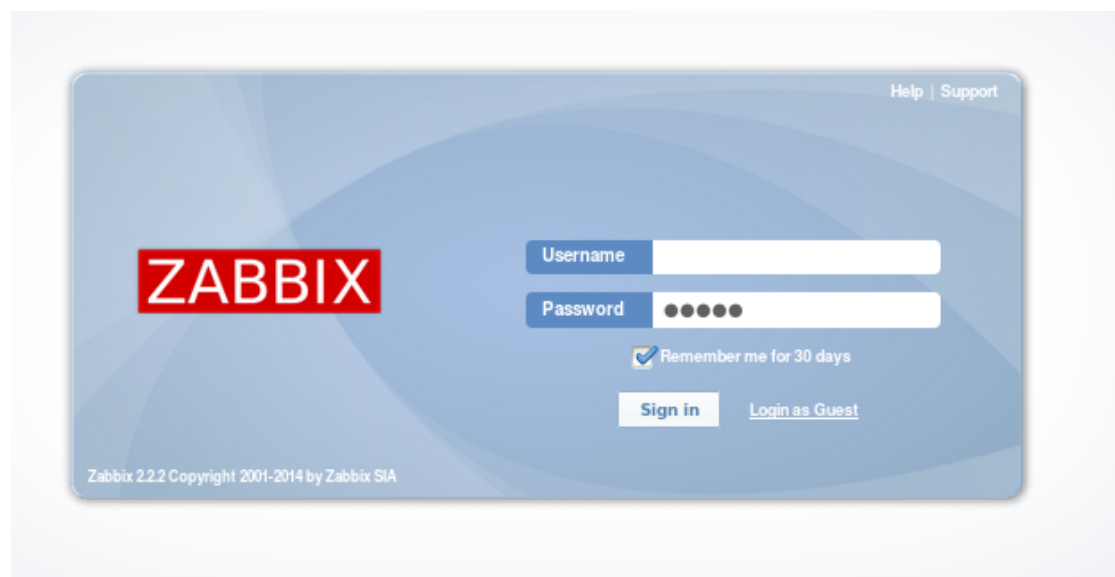 Help | Support
ZABBIX
Username
Password ●●●●●
Remember me for 30 days
Sign in Login as Guest
Zabbix 2.2.2 Copyright 2001-2014 by Zabbix SIA